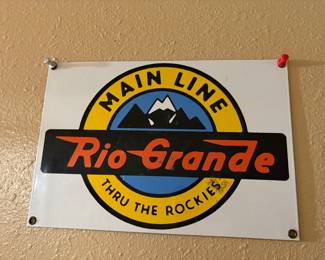 MAIN LINE
Rio Grande
THRU THE ROCKIES